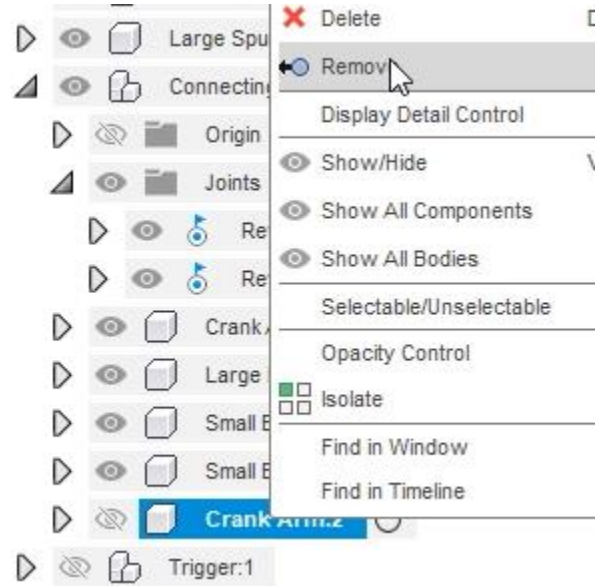 Delete
Large Spu
Remov
Connectin
Display Detail Control
Origin
Show/Hide
Joints
Show All Components
Re
Show All Bodies
Re
Selectable/Unselectable
Crank
Opacity Control
Large
Isolate
Small B
Find in Window
Small B
Find in Timeline
Crank Arm:2
Trigger:1